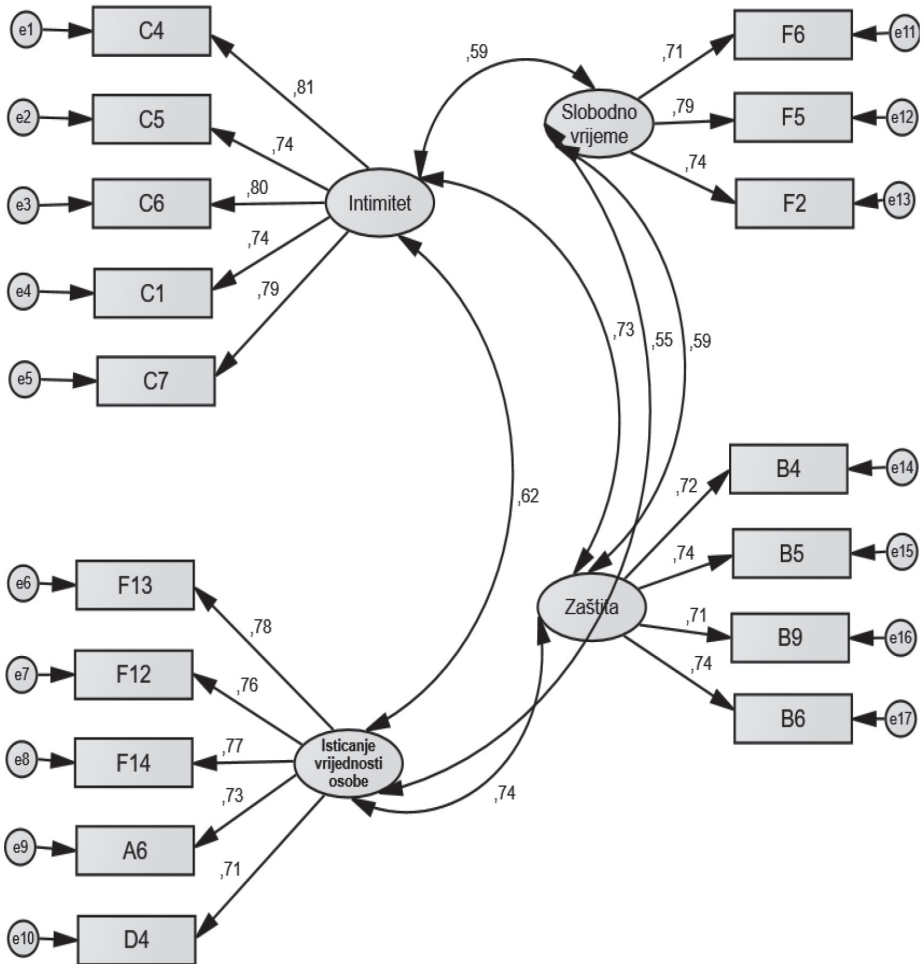 e1
C4
,81
e2
C5
,74
e3
C6
,80
e4
C1
,74
e5
C7
,79
Intimitet
,59
Slobodno
vrijeme
,71
F6
e11
,79
F5
e12
,74
F2
e13
,73
,55
,59
,62
e6
F13
,78
e7
F12
,76
e8
F14
,77
e9
A6
,73
e10
D4
,71
Isticanje
vrijednosti
osobe
,74
Zaštita
,72
B4
e14
,74
B5
e15
,71
B9
e16
,74
B6
e17